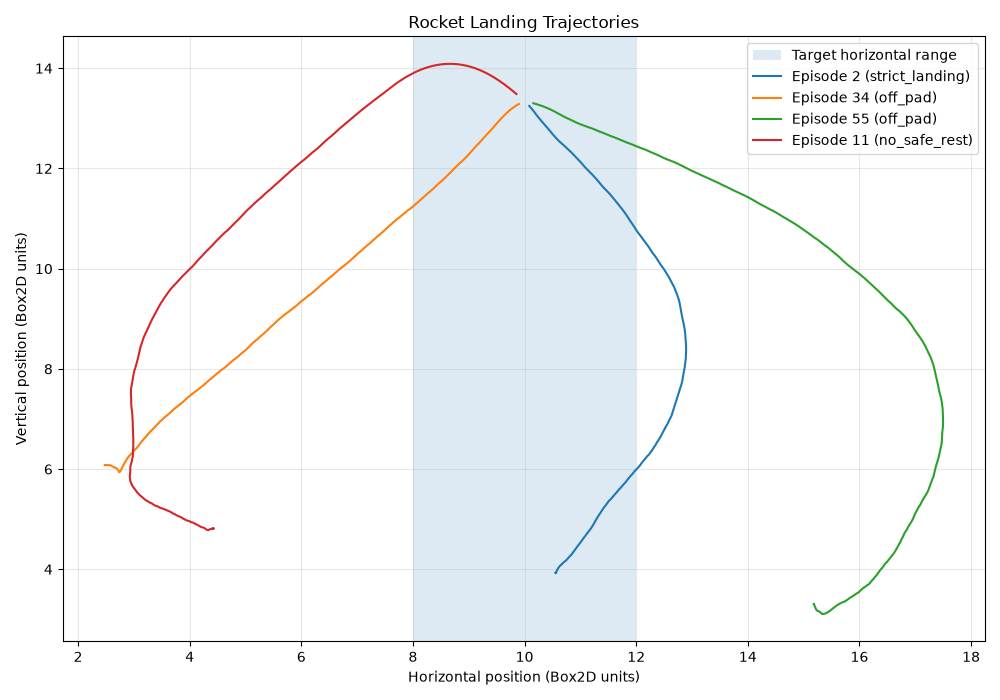 Rocket Landing Trajectories
Target horizontal range
Episode 2 (strict_landing)
Episode 34 (off_pad)
Episode 55 (off_pad)
Episode 11 (no_safe_rest)
Vertical position (Box2D units)
14
12
10
8
6
4
2 4 6 8 10 12 14 16 18
Horizontal position (Box2D units)